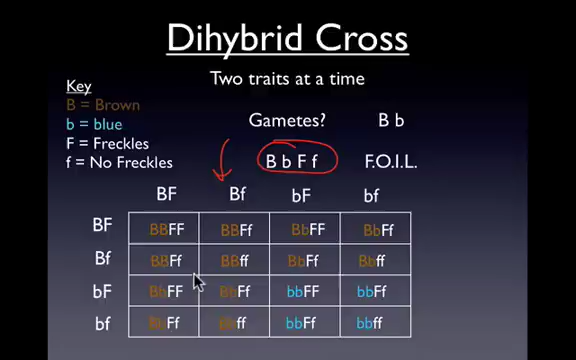 Dihybrid Cross
Two traits at a time
Key
B = Brown
b = blue
F = Freckles
f = No Freckles
Gametes? B b
B b F f F.O.I.L.
BF Bf bF bf
BF BBFF BBFf BbFF BbFf
Bf BBFf BBff BbFf Bbff
bF BbFF BbFf bbFF bbFf
bf BbFf Bbff bbFf bbff